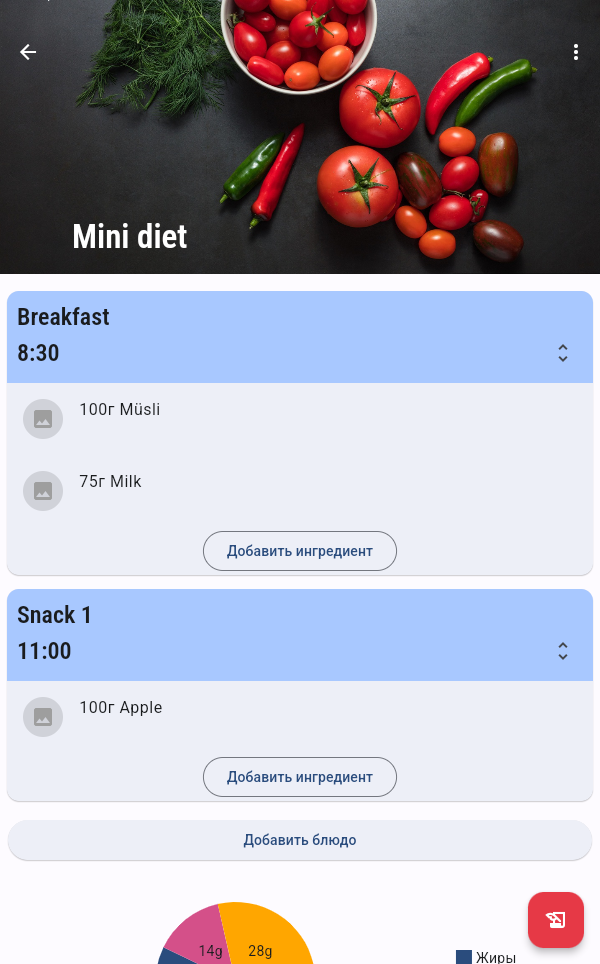 Mini diet
Breakfast
8:30
100г Müsli
75г Milk
Добавить ингредиент
Snack 1
11:00
100г Apple
Добавить ингредиент
Добавить блюдо
14g
28g
Жиры